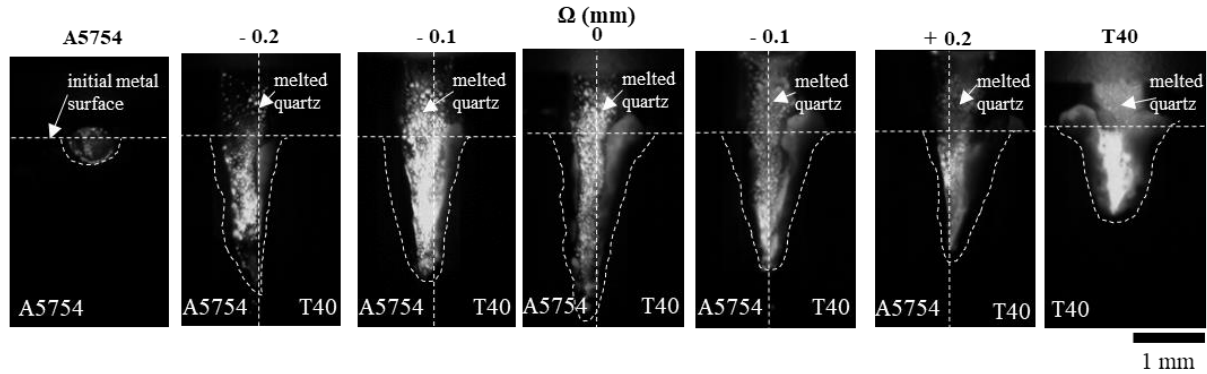 Ω (mm)
A5754
- 0.2
- 0.1
0
- 0.1
+ 0.2
T40
initial metal
surface
melted
quartz
melted
quartz
melted
quartz
melted
quartz
melted
quartz
melted
quartz
A5754
A5754 T40
A5754 T40
A5754 T40
A5754 T40
A5754 T40
T40
1 mm